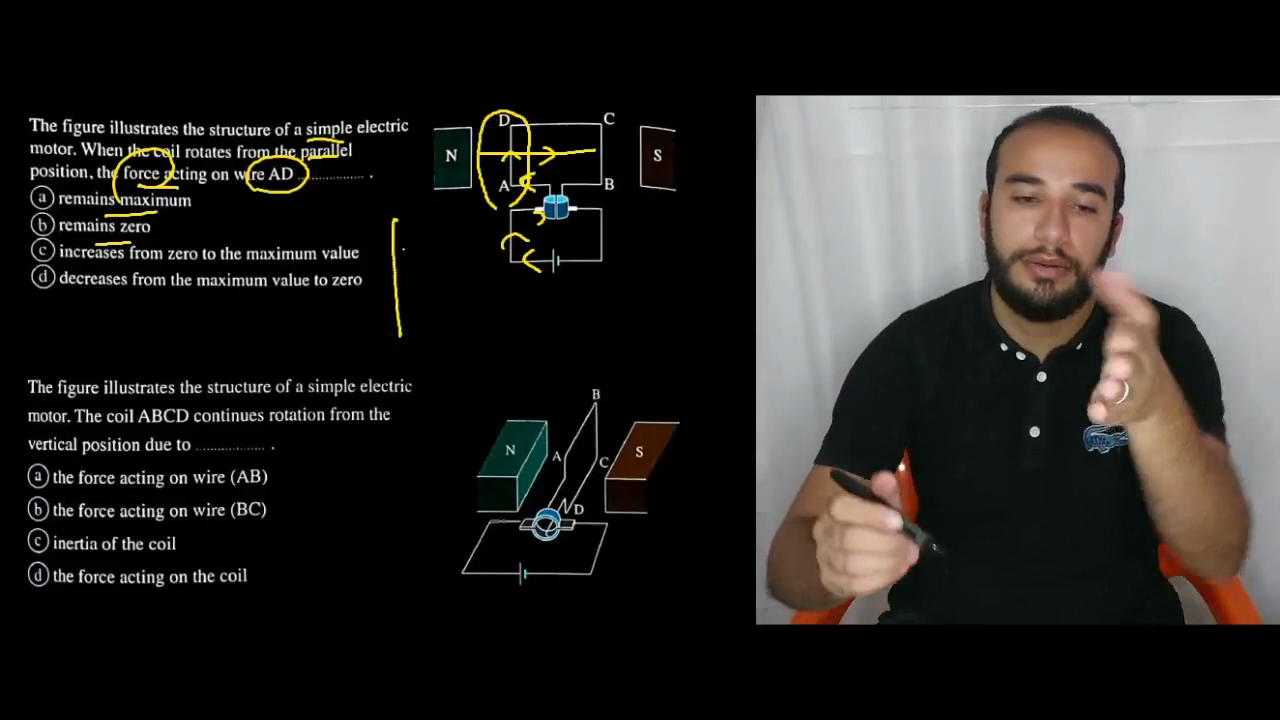 The figure illustrates the structure of a simple electric
motor. When the coil rotates from the parallel
position, the force acting on wire AD ................ .
a remains maximum
b remains zero
c increases from zero to the maximum value
d decreases from the maximum value to zero
D C
N S
A B
The figure illustrates the structure of a simple electric
motor. The coil ABCD continues rotation from the
vertical position due to ................ .
a the force acting on wire (AB)
b the force acting on wire (BC)
c inertia of the coil
d the force acting on the coil
B
N A C S
D